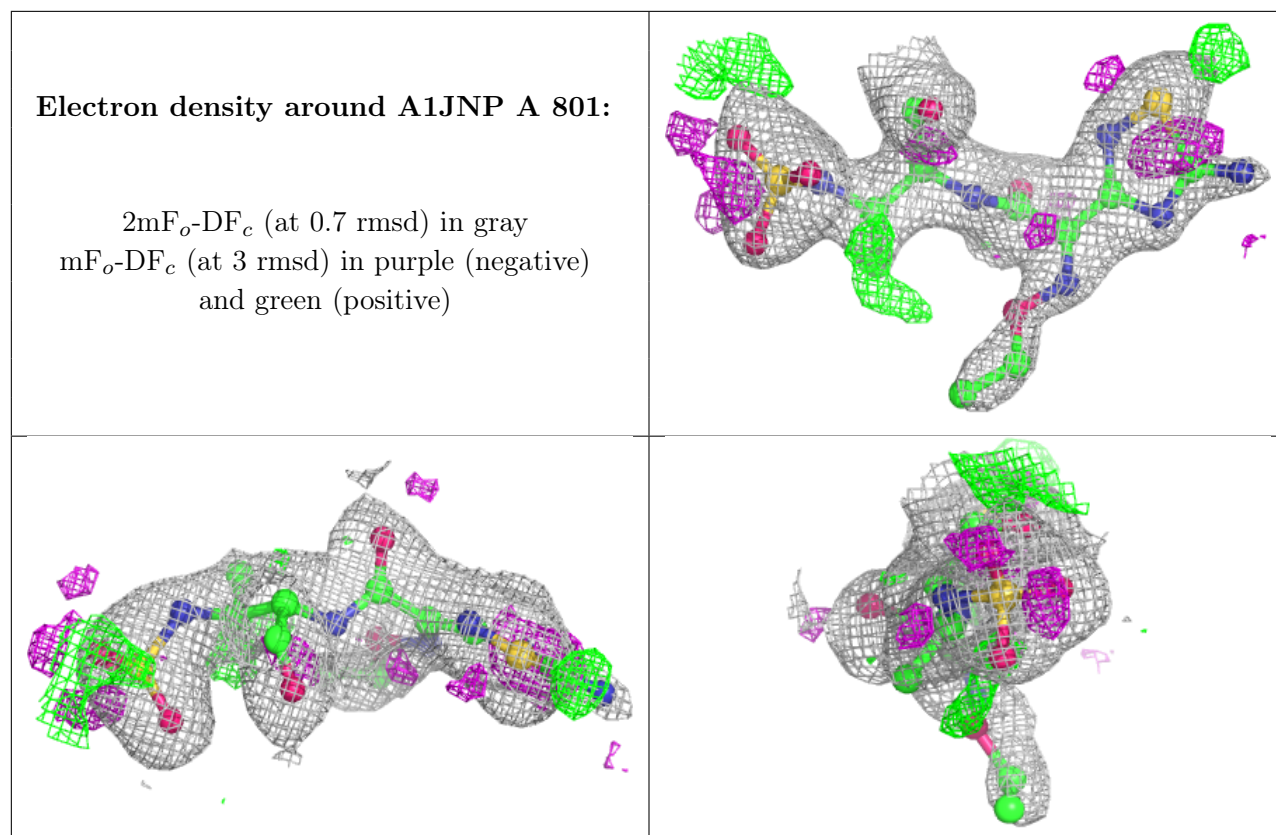 Electron density around A1JNP A 801:
2mFo-DFc (at 0.7 rmsd) in gray
mFo-DFc (at 3 rmsd) in purple (negative)
and green (positive)